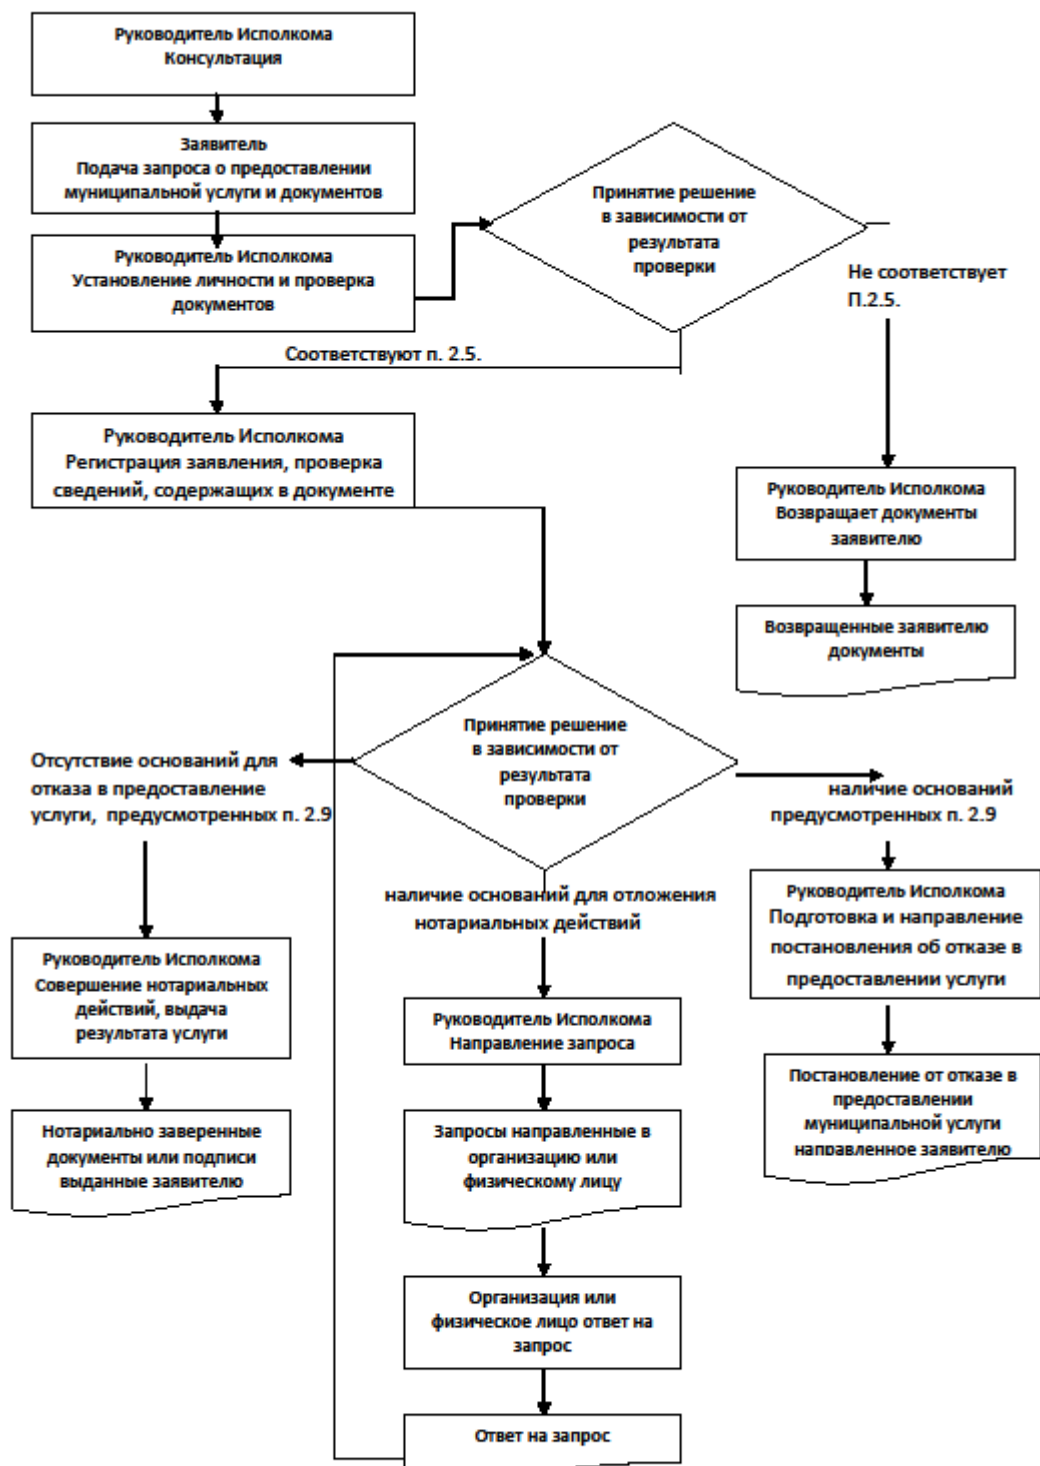 Руководитель Исполкома
Консультация
Заявитель
Подача запроса о предоставлении
муниципальной услуги и документов
Руководитель Исполкома
Установление личности и проверка
документов
Принятие решение
в зависимости от
результата
проверки
Не соответствует
П.2.5.
Соответствуют п. 2.5.
Руководитель Исполкома
Регистрация заявления, проверка
сведений, содержащих в документе
Руководитель Исполкома
Возвращает документы
заявителю
Возвращенные заявителю
документы
Принятие решение
в зависимости от
результата
проверки
Отсутствие оснований для
отказа в предоставление
услуги, предусмотренных п. 2.9
наличие оснований
предусмотренных п. 2.9
наличие оснований для отложения
нотариальных действий
Руководитель Исполкома
Подготовка и направление
постановления об отказе в
предоставлении услуги
Руководитель Исполкома
Совершение нотариальных
действий, выдача
результата услуги
Руководитель Исполкома
Направление запроса
Постановление от отказе в
предоставлении
муниципальной услуги
направленное заявителю
Нотариально заверенные
документы или подписи
выданные заявителю
Запросы направленные в
организацию или
физическому лицу
Организация или
физическое лицо ответ на
запрос
Ответ на запрос